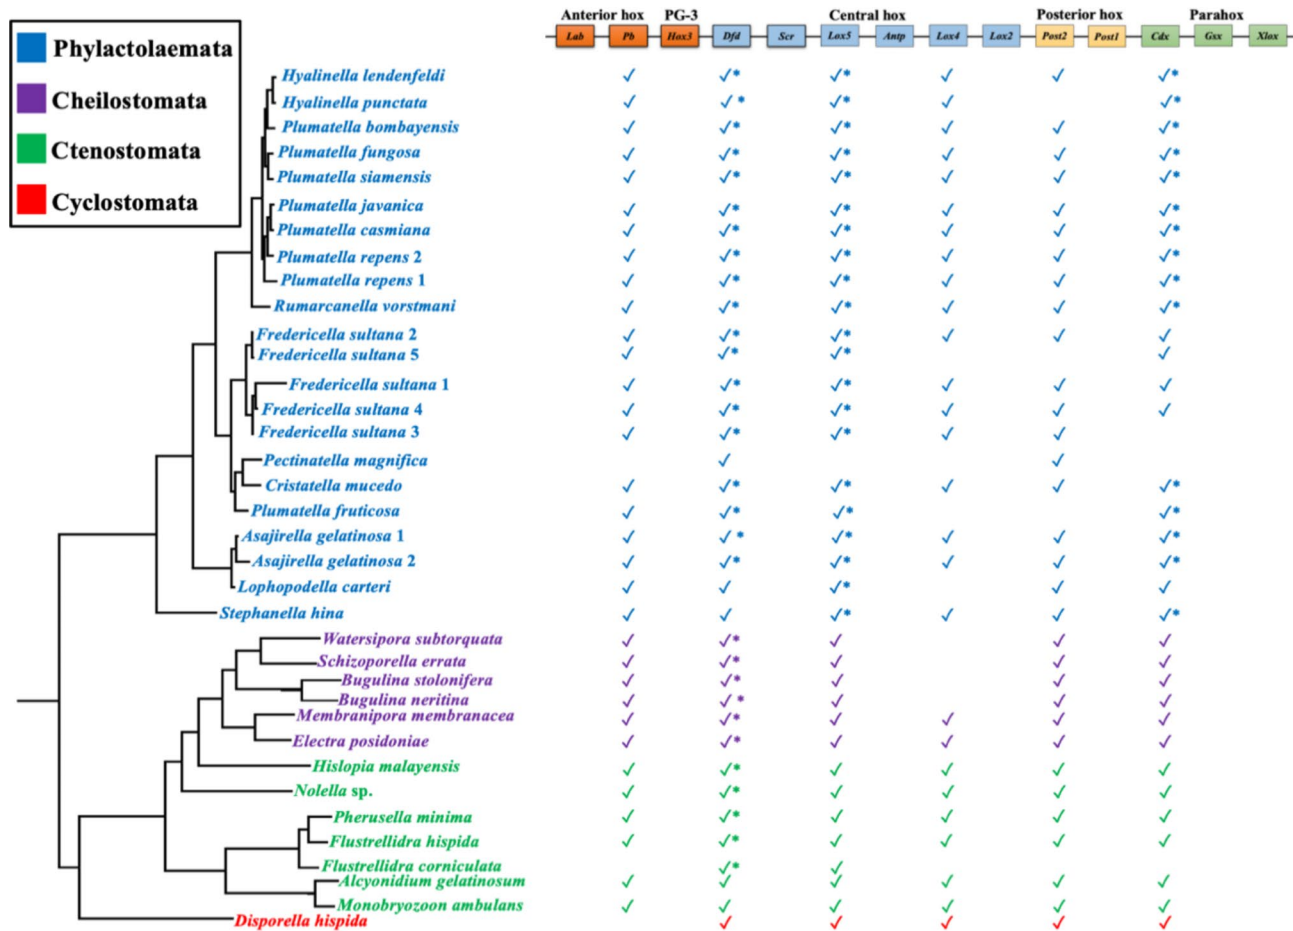 Anterior hox PG-3 Central hox Posterior hox Parahox
Lab Pb Hox3 Dfd Scr Lox5 Antp Lox4 Lox2 Post2 Post1 Cdx Gsx Xlox
Phylactolaemata
Cheilostomata
Ctenostomata
Cyclostomata
Hyalinella lendenfeldi ✓ ✓* ✓* ✓ ✓ ✓*
Hyalinella punctata ✓ ✓* ✓* ✓ ✓*
Plumatella bombayensis ✓ ✓* ✓* ✓ ✓ ✓*
Plumatella fungosa ✓ ✓* ✓* ✓ ✓ ✓*
Plumatella siamensis ✓ ✓* ✓* ✓ ✓ ✓*
Plumatella javanica ✓ ✓* ✓* ✓ ✓ ✓*
Plumatella casmiana ✓ ✓* ✓* ✓ ✓ ✓*
Plumatella repens 2 ✓ ✓* ✓* ✓ ✓ ✓*
Plumatella repens 1 ✓ ✓* ✓* ✓ ✓ ✓*
Rumarcanella vorstmani ✓ ✓* ✓* ✓ ✓ ✓*
Fredericella sultana 2 ✓ ✓* ✓* ✓ ✓ ✓
Fredericella sultana 5 ✓ ✓* ✓* ✓
Fredericella sultana 1 ✓ ✓* ✓* ✓ ✓ ✓
Fredericella sultana 4 ✓ ✓* ✓* ✓ ✓ ✓
Fredericella sultana 3 ✓ ✓* ✓* ✓ ✓
Pectinatella magnifica ✓ ✓
Cristatella mucedo ✓ ✓* ✓* ✓ ✓ ✓*
Plumatella fruticosa ✓ ✓* ✓* ✓*
Asajirella gelatinosa 1 ✓ ✓* ✓* ✓ ✓ ✓*
Asajirella gelatinosa 2 ✓ ✓* ✓* ✓ ✓ ✓*
Lophopodella carteri ✓ ✓ ✓* ✓ ✓
Stephanella hina ✓ ✓ ✓* ✓ ✓ ✓*
Watersipora subtorquata ✓ ✓* ✓ ✓ ✓
Schizoporella errata ✓ ✓* ✓ ✓ ✓
Bugulina stolonifera ✓ ✓* ✓ ✓ ✓
Bugulina neritina ✓ ✓* ✓ ✓ ✓
Membranipora membranacea ✓ ✓* ✓ ✓ ✓ ✓
Electra posidoniae ✓ ✓* ✓ ✓ ✓ ✓
Hislopia malayensis ✓ ✓* ✓ ✓ ✓ ✓
Nolella sp. ✓ ✓* ✓ ✓ ✓ ✓
Pherusella minima ✓ ✓* ✓ ✓ ✓ ✓
Flustrellidra hispida ✓ ✓* ✓ ✓ ✓ ✓
Flustrellidra corniculata ✓* ✓
Alcyonidium gelatinosum ✓ ✓ ✓ ✓ ✓ ✓
Monobryozoon ambulans ✓ ✓ ✓ ✓ ✓ ✓
Disporella hispida ✓ ✓ ✓ ✓ ✓